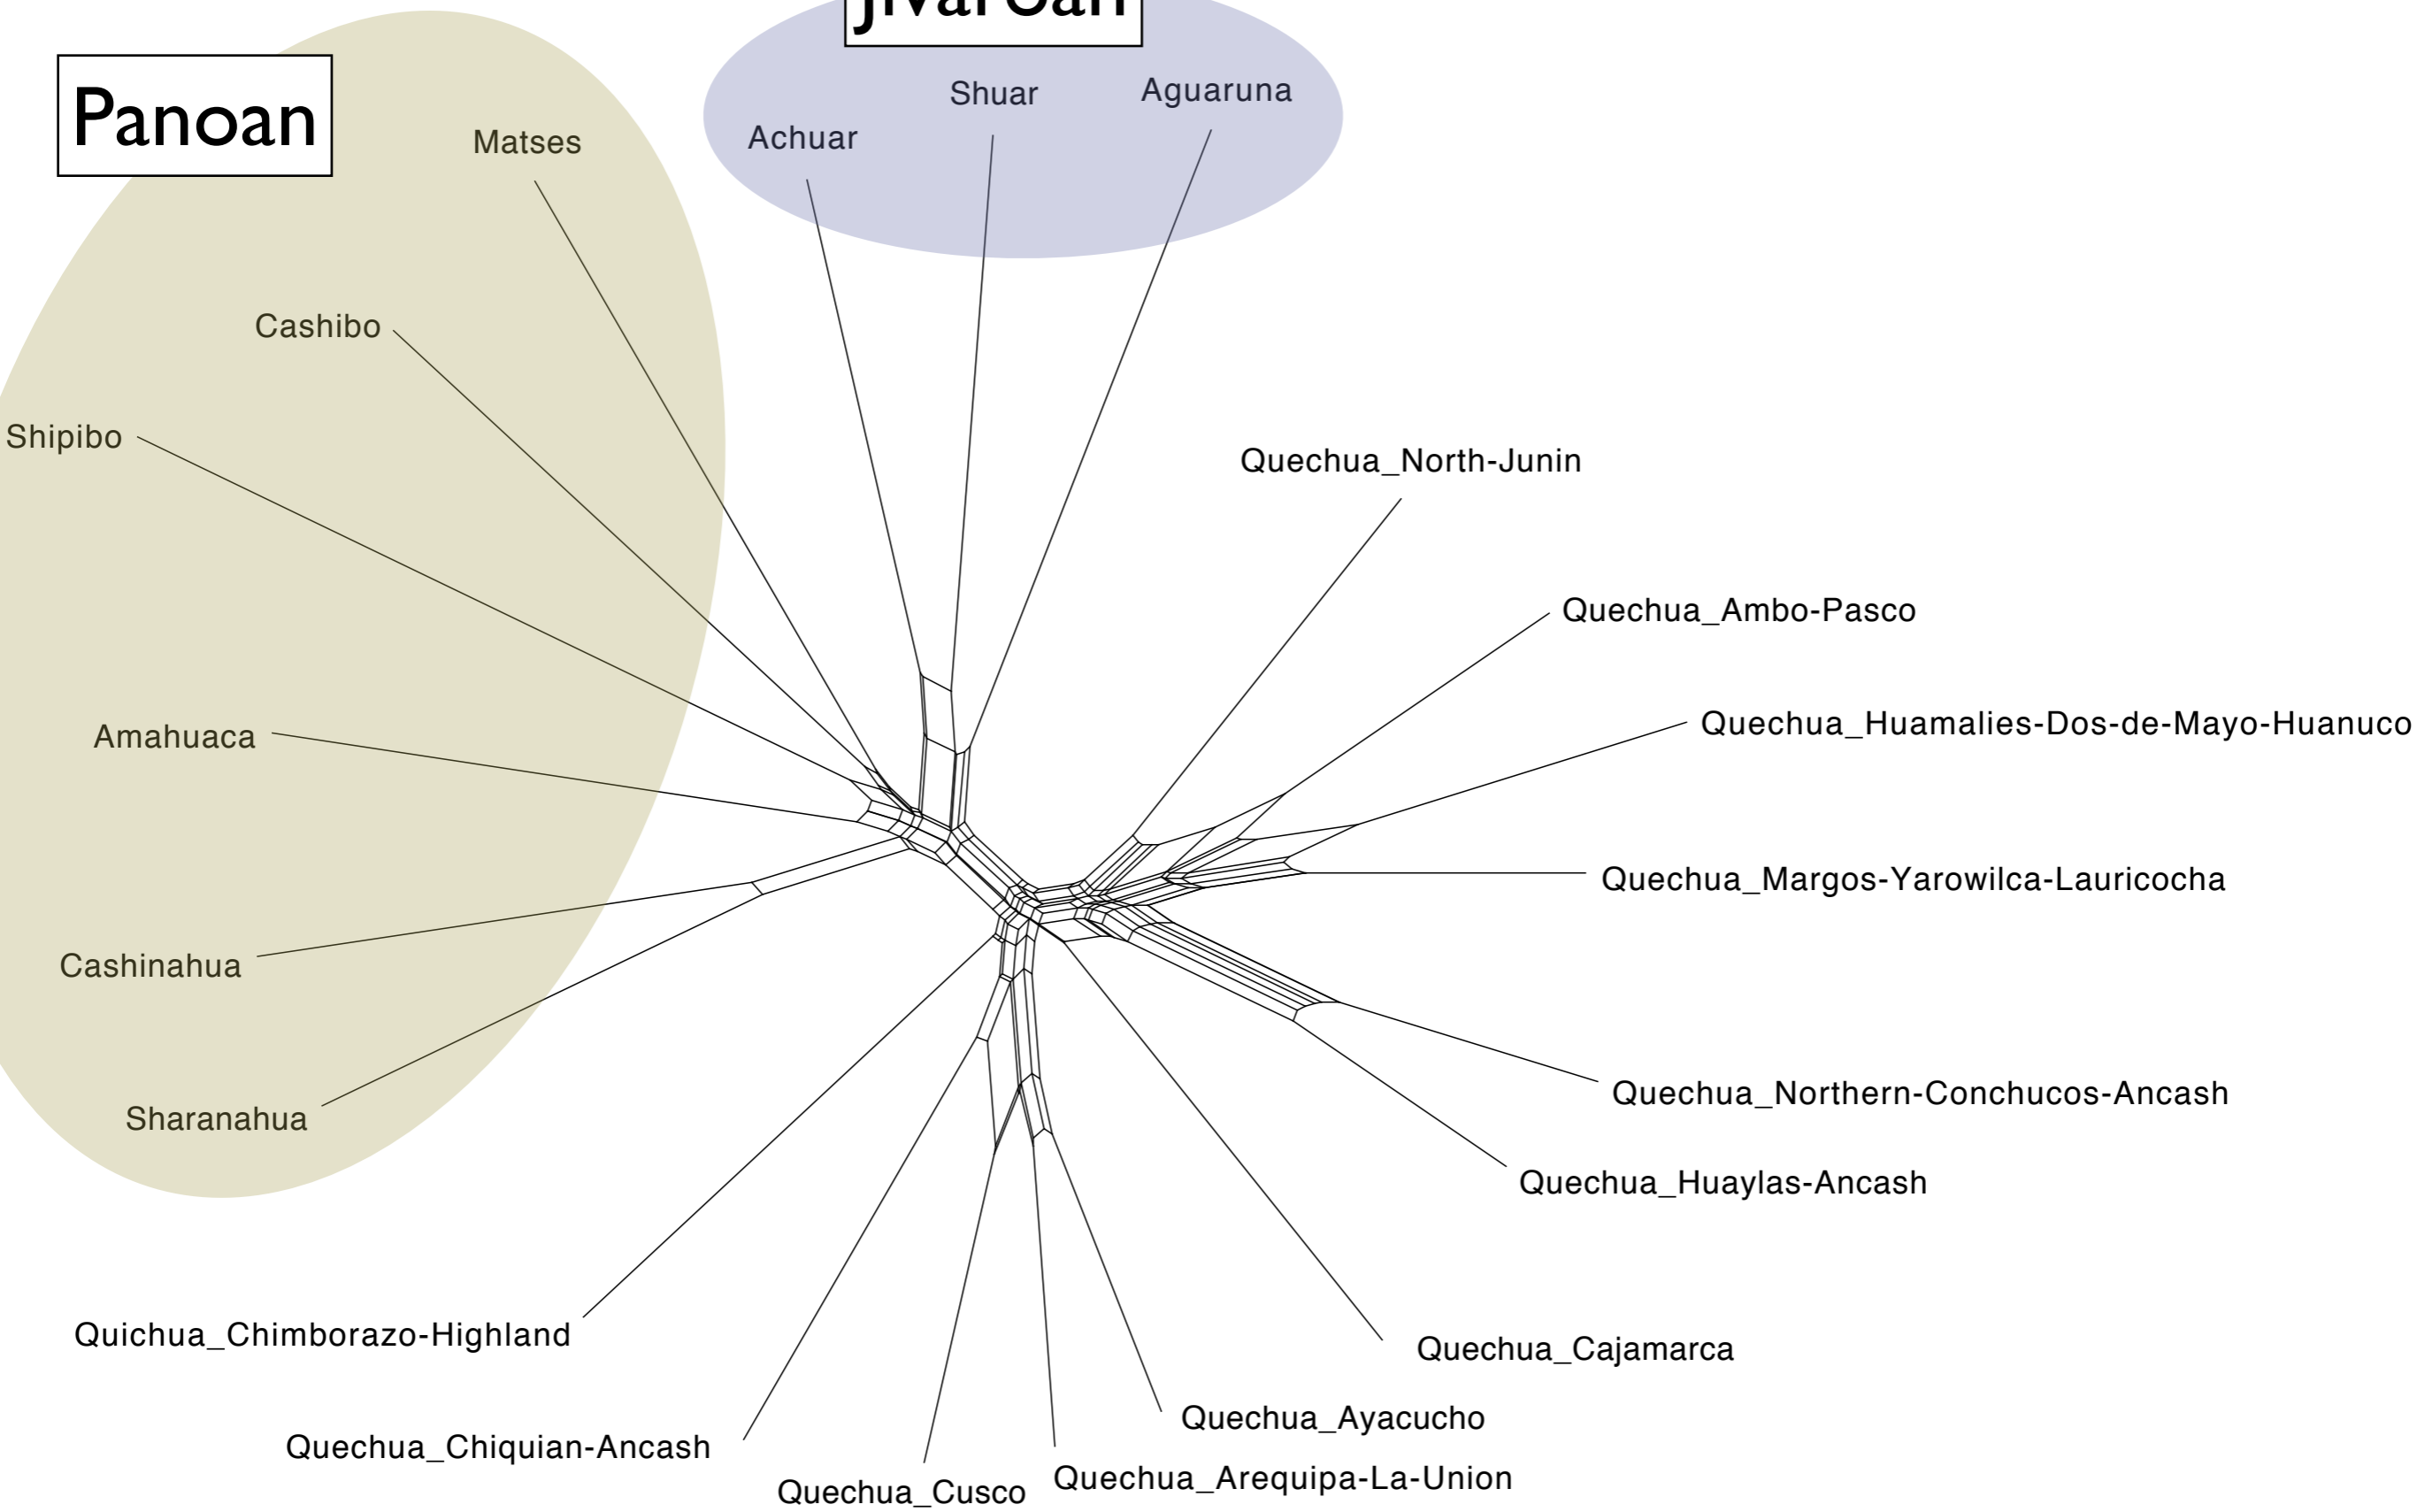 Jivaroan
Panoan
Shuar
Aguaruna
Achuar
Matses
Cashibo
Shipibo
Quechua_North-Junin
Quechua_Ambo-Pasco
Quechua_Huamalies-Dos-de-Mayo-Huanuco
Amahuaca
Quechua_Margos-Yarowilca-Lauricocha
Cashinahua
Sharanahua
Quechua_Northern-Conchucos-Ancash
Quechua_Huaylas-Ancash
Quichua_Chimborazo-Highland
Quechua_Cajamarca
Quechua_Ayacucho
Quechua_Chiquian-Ancash
Quechua_Arequipa-La-Union
Quechua_Cusco